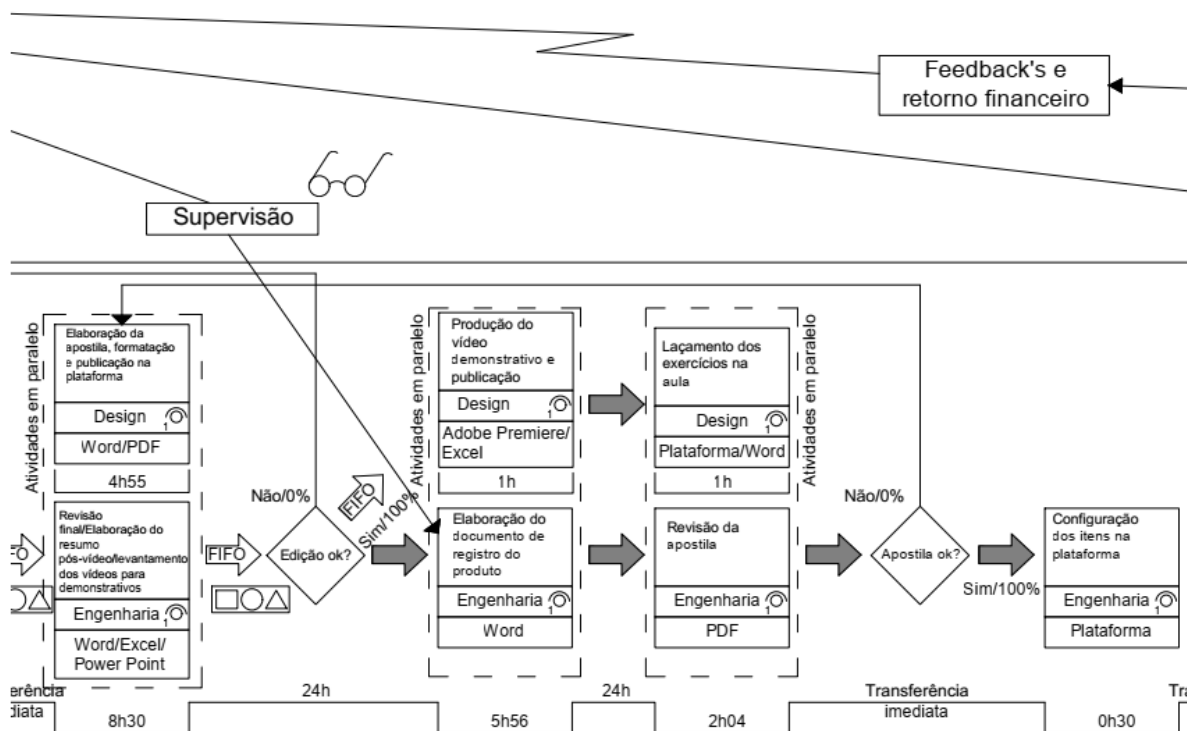 Feedback's e
retorno financeiro
Supervisão
Atividades em paralelo
Elaboração da
apostila, formatação
e publicação na
plataforma
Design
1
Word/PDF
4h55
Revisão
final/Elaboração do
resumo
pós-vídeo/levantamento
dos vídeos para
demonstrativos
Engenharia
1
Word/Excel/
Power Point
FIFO
Não/0%
Edição ok?
FIFO
Sim/100%
Atividades em paralelo
Produção do
vídeo
demonstrativo e
publicação
Design
1
Adobe Premiere/
Excel
1h
Elaboração do
documento de
registro do
produto
Engenharia
1
Word
Laçamento dos
exercícios na
aula
Design
1
Plataforma/Word
1h
Revisão da
apostila
Engenharia
1
PDF
Atividades em paralelo
Não/0%
Apostila ok?
Sim/100%
Configuração
dos itens na
plataforma
Engenharia
1
Plataforma
8h30
24h
5h56
24h
2h04
Transferência
imediata
0h30